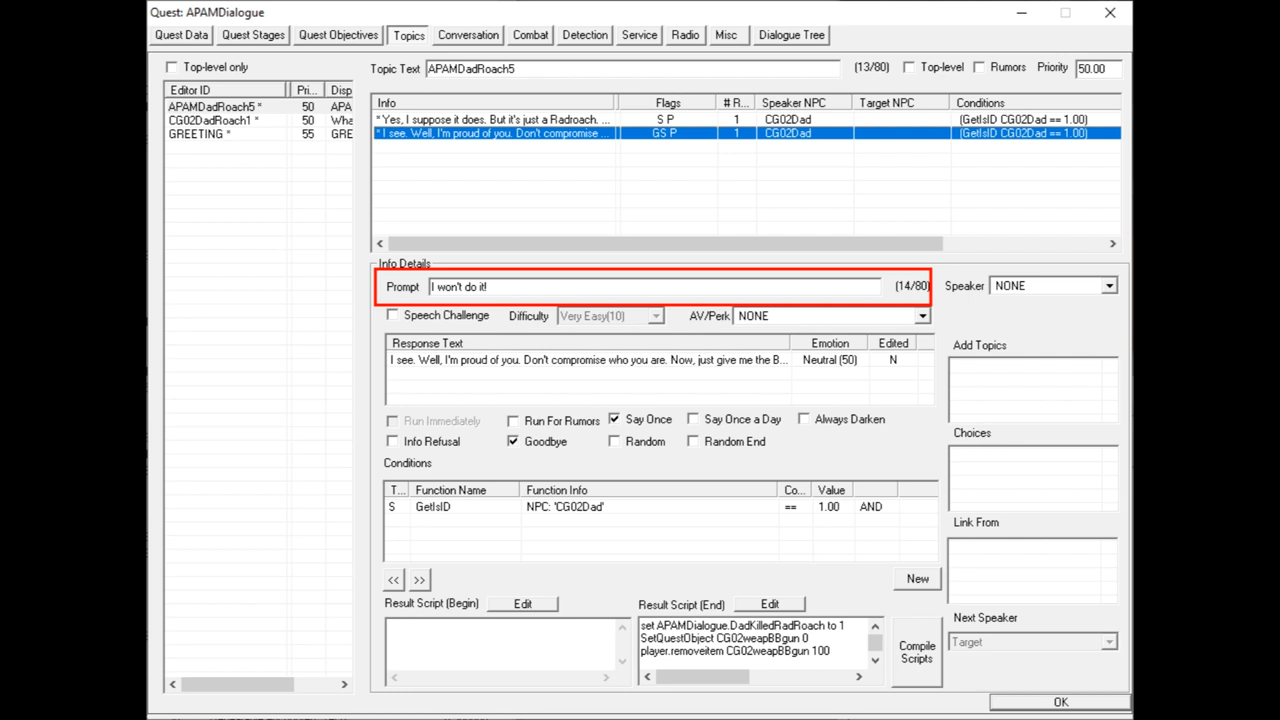 Quest: APAMDialogue
Quest Data Quest Stages Quest Objectives Topics Conversation Combat Detection Service Radio Misc Dialogue Tree
Top-level only
Topic Text APAMDadRoach5 (13/80) Top-level Rumors Priority 50.00
Editor ID Pri... Disp
APAMDadRoach5 * 50 APA
CG02DadRoach1 * 50 Wha
GREETING * 55 GRE
Info Flags # R... Speaker NPC Target NPC Conditions
* Yes, I suppose it does. But it's just a Radroach. ... S P 1 CG02Dad (GetIsID CG02Dad == 1.00)
* I see. Well, I'm proud of you. Don't compromise ... GS P 1 CG02Dad (GetIsID CG02Dad == 1.00)
Info Details
Prompt I won't do it! (14/80) Speaker NONE
Speech Challenge Difficulty Very Easy(10) AV/Perk NONE
Response Text Emotion Edited
I see. Well, I'm proud of you. Don't compromise who you are. Now, just give me the B... Neutral (50) N
Add Topics
Run Immediately Run For Rumors Say Once Say Once a Day Always Darken
Info Refusal Goodbye Random Random End
Choices
Conditions
T... Function Name Function Info Co... Value
S GetIsID NPC: 'CG02Dad' == 1.00 AND
Link From
<< >> New
Result Script (Begin) Edit Result Script (End) Edit
set APAMDialogue.DadKilledRadRoach to 1
SetQuestObject CG02weapBBgun 0
player.removeitem CG02weapBBgun 100
Compile
Scripts
Next Speaker
Target
OK